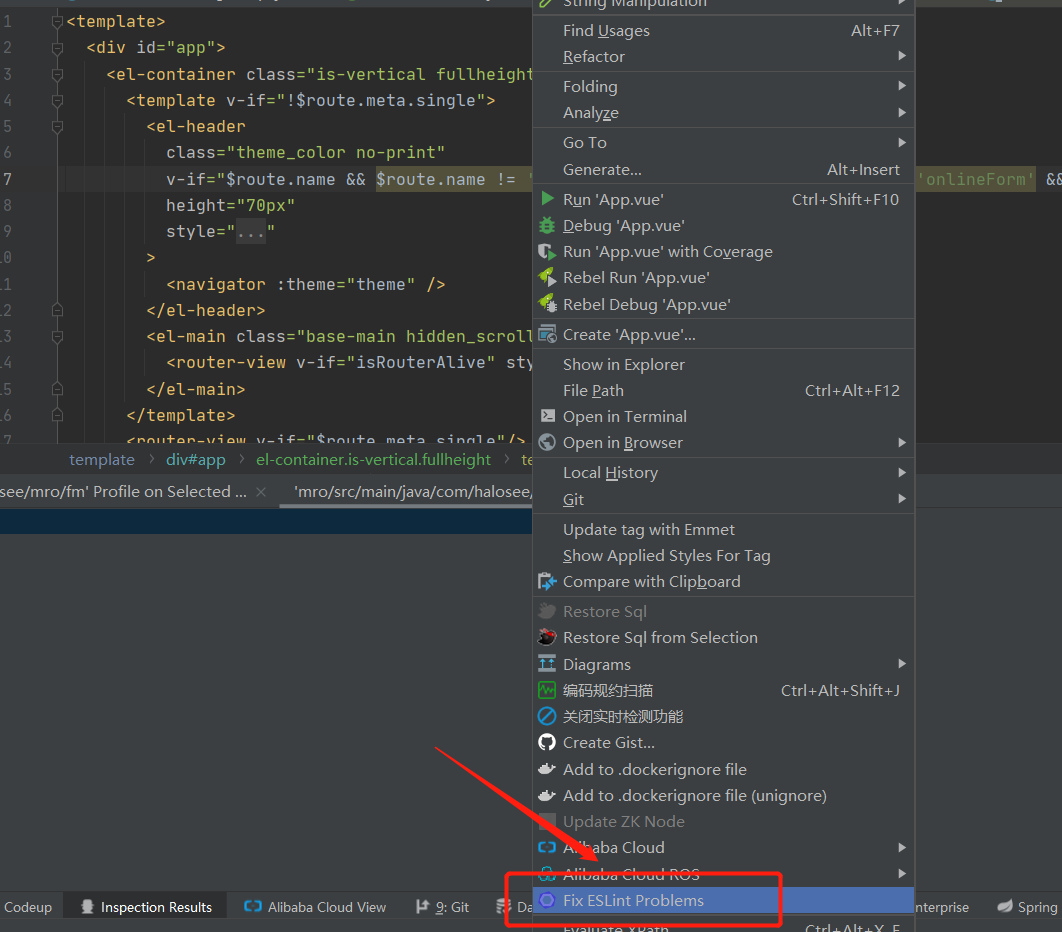 String Manipulation
1 <template>
2 <div id="app">
3 <el-container class="is-vertical fullheight
4 <template v-if="!$route.meta.single">
5 <el-header
6 class="theme_color no-print"
7 v-if="$route.name && $route.name != ' 'onlineForm' &&
8 height="70px"
9 style="..."
10 >
11 <navigator :theme="theme" />
12 </el-header>
13 <el-main class="base-main hidden_scroll
14 <router-view v-if="isRouterAlive" sty
15 </el-main>
16 </template>
17 <router-view v-if="$route.meta.single"/>
template > div#app > el-container.is-vertical.fullheight > te
see/mro/fm' Profile on Selected ... × 'mro/src/main/java/com/halosee/
Find Usages Alt+F7
Refactor
Folding
Analyze
Go To
Generate... Alt+Insert
Run 'App.vue' Ctrl+Shift+F10
Debug 'App.vue'
Run 'App.vue' with Coverage
Rebel Run 'App.vue'
Rebel Debug 'App.vue'
Create 'App.vue'...
Show in Explorer
File Path Ctrl+Alt+F12
Open in Terminal
Open in Browser
Local History
Git
Update tag with Emmet
Show Applied Styles For Tag
Compare with Clipboard
Restore Sql
Restore Sql from Selection
Diagrams
编码规约扫描 Ctrl+Alt+Shift+J
关闭实时检测功能
Create Gist...
Add to .dockerignore file
Add to .dockerignore file (unignore)
Update ZK Node
Alibaba Cloud
Alibaba Cloud ROS
Fix ESLint Problems
Evaluate XPath... Ctrl+Alt+X, E
Codeup Inspection Results Alibaba Cloud View 9: Git Da nterprise Spring